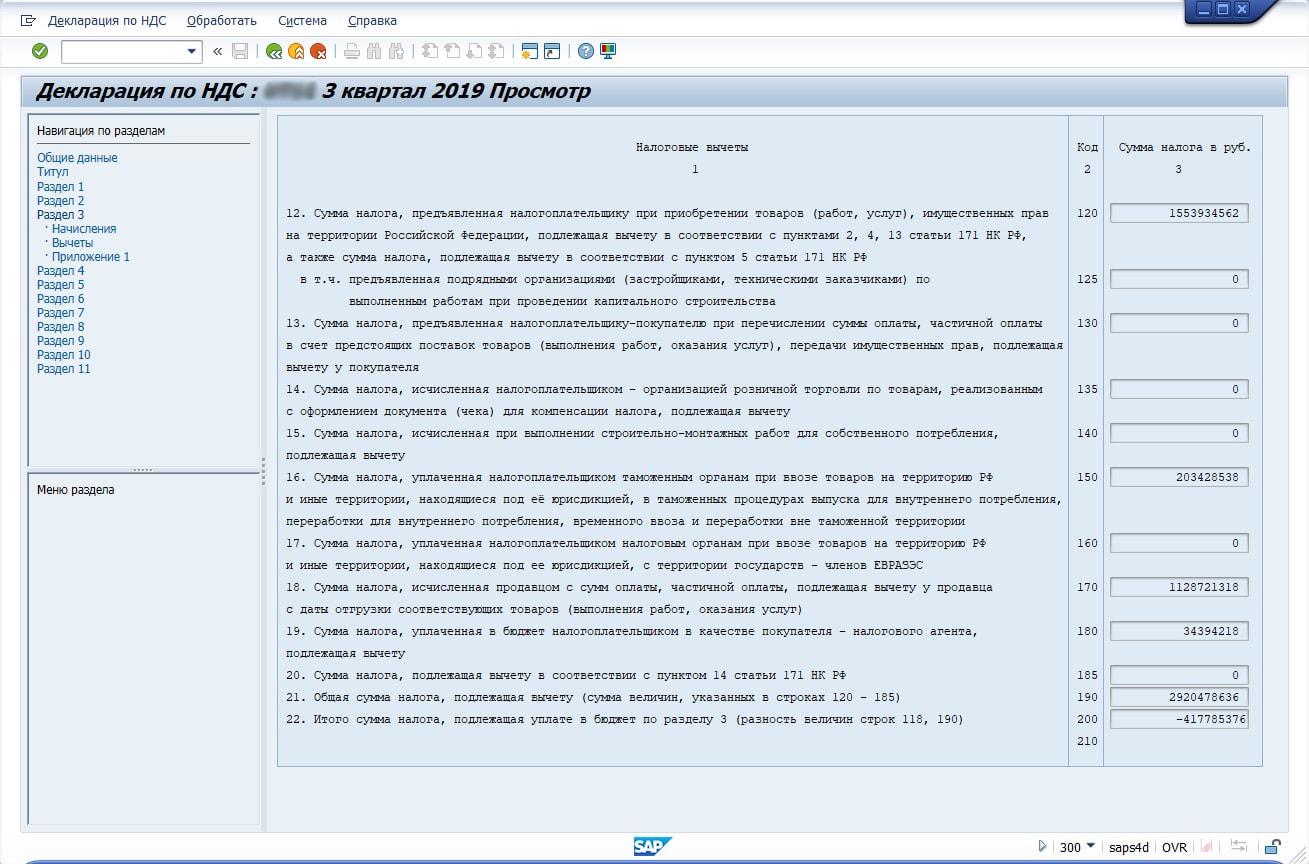 Декларация по НДС Обработать Система Справка
Декларация по НДС : 3 квартал 2019 Просмотр
Навигация по разделам
Общие данные
Титул
Раздел 1
Раздел 2
Раздел 3
· Начисления
· Вычеты
· Приложение 1
Раздел 4
Раздел 5
Раздел 6
Раздел 7
Раздел 8
Раздел 9
Раздел 10
Раздел 11
Меню раздела
Налоговые вычеты Код Сумма налога в руб.
1 2 3
12. Сумма налога, предъявленная налогоплательщику при приобретении товаров (работ, услуг), имущественных прав 120 1553934562
на территории Российской Федерации, подлежащая вычету в соответствии с пунктами 2, 4, 13 статьи 171 НК РФ,
а также сумма налога, подлежащая вычету в соответствии с пунктом 5 статьи 171 НК РФ
в т.ч. предъявленная подрядными организациями (застройщиками, техническими заказчиками) по 125 0
выполненным работам при проведении капитального строительства
13. Сумма налога, предъявленная налогоплательщику-покупателю при перечислении суммы оплаты, частичной оплаты 130 0
в счет предстоящих поставок товаров (выполнения работ, оказания услуг), передачи имущественных прав, подлежащая
вычету у покупателя
14. Сумма налога, исчисленная налогоплательщиком - организацией розничной торговли по товарам, реализованным 135 0
с оформлением документа (чека) для компенсации налога, подлежащая вычету
15. Сумма налога, исчисленная при выполнении строительно-монтажных работ для собственного потребления, 140 0
подлежащая вычету
16. Сумма налога, уплаченная налогоплательщиком таможенным органам при ввозе товаров на территорию РФ 150 203428538
и иные территории, находящиеся под её юрисдикцией, в таможенных процедурах выпуска для внутреннего потребления,
переработки для внутреннего потребления, временного ввоза и переработки вне таможенной территории
17. Сумма налога, уплаченная налогоплательщиком налоговым органам при ввозе товаров на территорию РФ 160 0
и иные территории, находящиеся под ее юрисдикцией, с территории государств - членов ЕВРАЗЭС
18. Сумма налога, исчисленная продавцом с сумм оплаты, частичной оплаты, подлежащая вычету у продавца 170 1128721318
с даты отгрузки соответствующих товаров (выполнения работ, оказания услуг)
19. Сумма налога, уплаченная в бюджет налогоплательщиком в качестве покупателя - налогового агента, 180 34394218
подлежащая вычету
20. Сумма налога, подлежащая вычету в соответствии с пунктом 14 статьи 171 НК РФ 185 0
21. Общая сумма налога, подлежащая вычету (сумма величин, указанных в строках 120 - 185) 190 2920478636
22. Итого сумма налога, подлежащая уплате в бюджет по разделу 3 (разность величин строк 118, 190) 200 -417785376
210
SAP 300 saps4d OVR